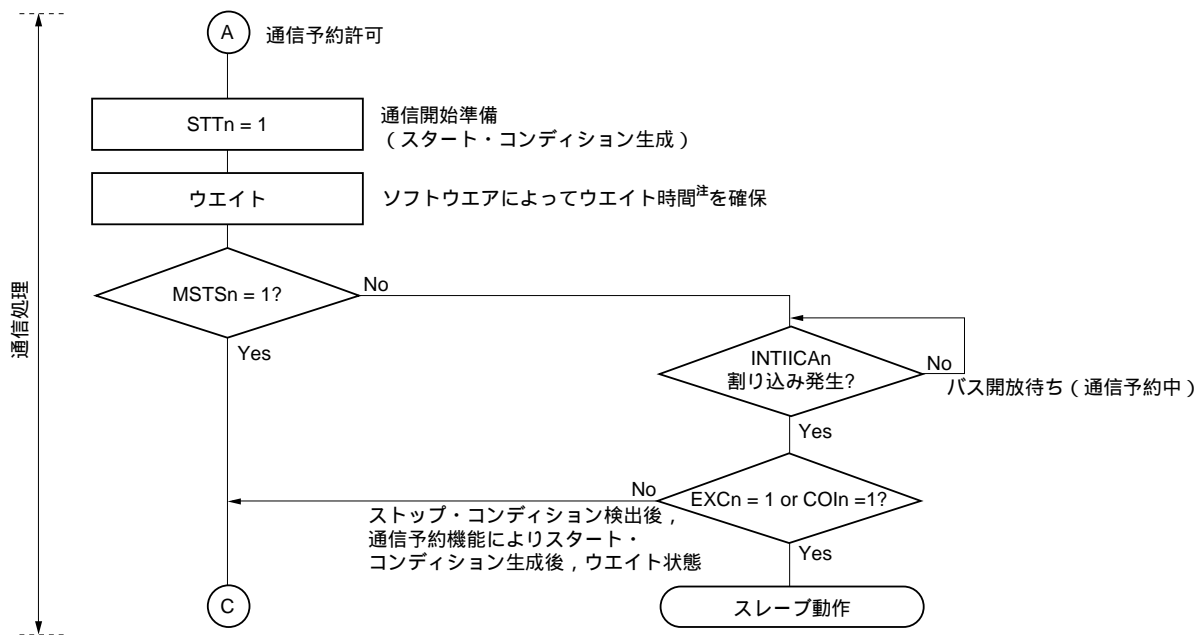 A 通信予約許可
STTn = 1
通信開始準備
（スタート・コンディション生成）
ウエイト
ソフトウエアによってウエイト時間注を確保
MSTSn = 1?
No
Yes
INTIICAn
割り込み発生?
No
バス開放待ち（通信予約中）
Yes
EXCn = 1 or COIn =1?
No
ストップ・コンディション検出後，
通信予約機能によりスタート・
コンディション生成後，ウエイト状態
Yes
C
スレーブ動作
通信処理